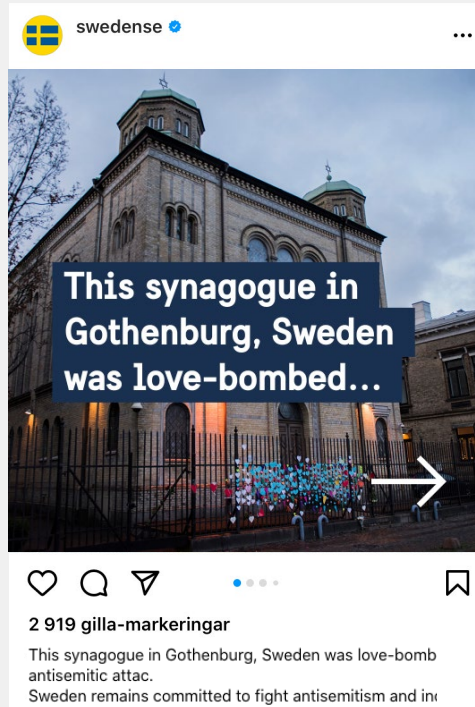 swedense
This synagogue in
Gothenburg, Sweden
was love-bombed...
2 919 gilla-markeringar
This synagogue in Gothenburg, Sweden was love-bomb
antisemitic attac.
Sweden remains committed to fight antisemitism and